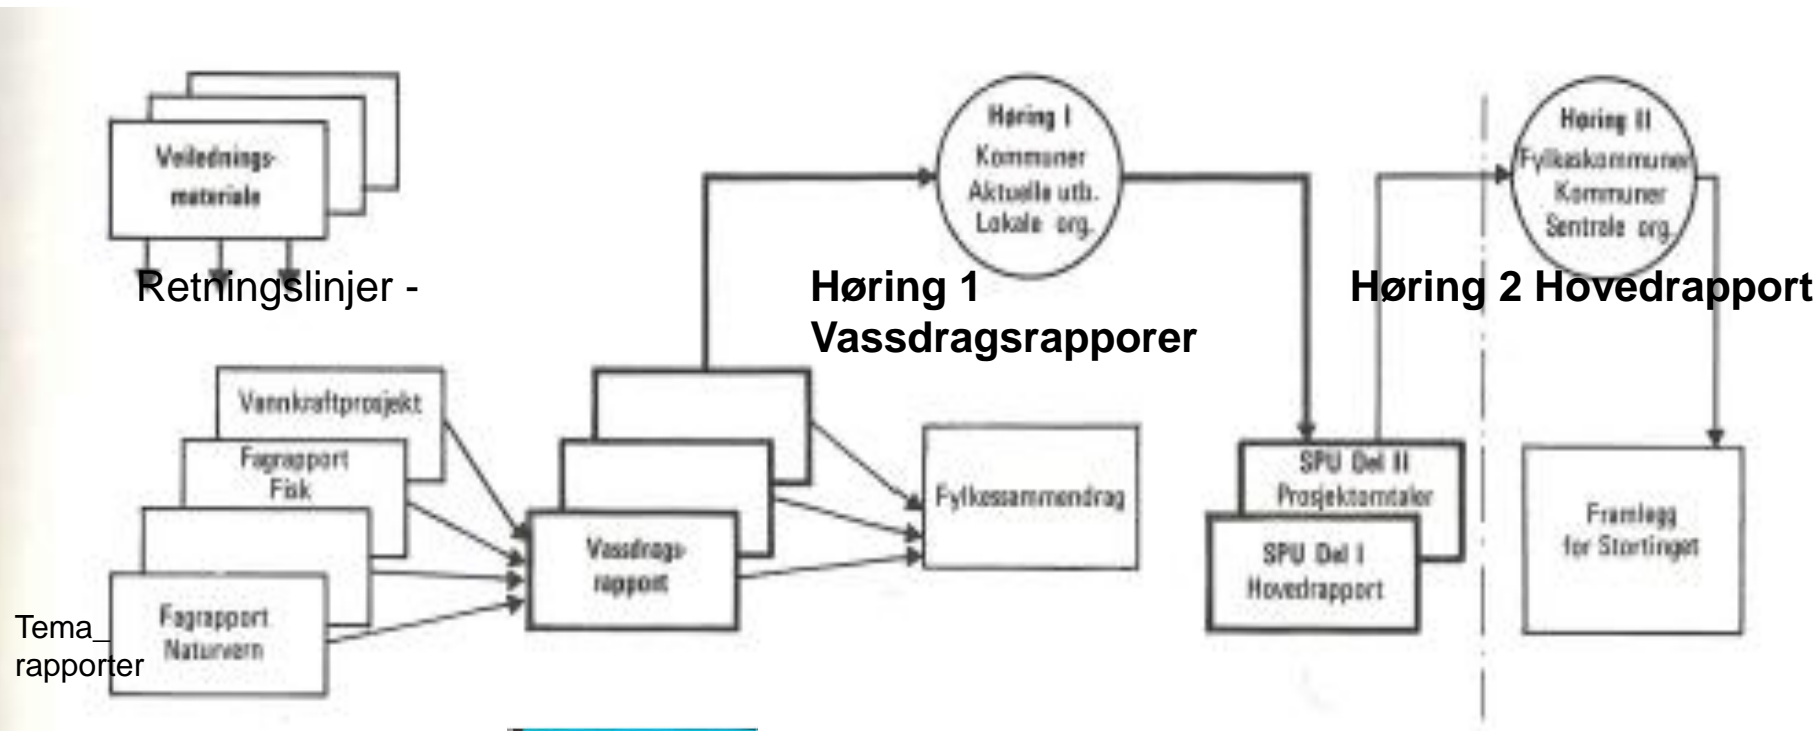 Veilednings-
materiale
Retningslinjer -
Høring I
Kommuner
Aktuelle utb.
Lokale org.
Høring II
Fylkeskommuner
Kommuner
Sentrale org.
Høring 1
Vassdragsrapporer
Høring 2 Hovedrapport
Vannkraftprosjekt
Fagrapport
Fisk
Fagrapport
Naturvern
Tema_
rapporter
Vassdrags-
rapport
Fylkessammendrag
SPU Del II
Prosjektomtaler
SPU Del I
Hovedrapport
Framlegg
for Stortinget